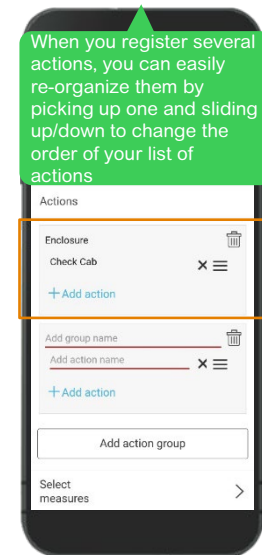 When you register several
actions, you can easily
re-organize them by
picking up one and sliding
up/down to change the
order of your list of
actions
Actions
Enclosure
Check Cab
+Add action
Add group name
Add action name
+Add action
Add action group
Select
measures